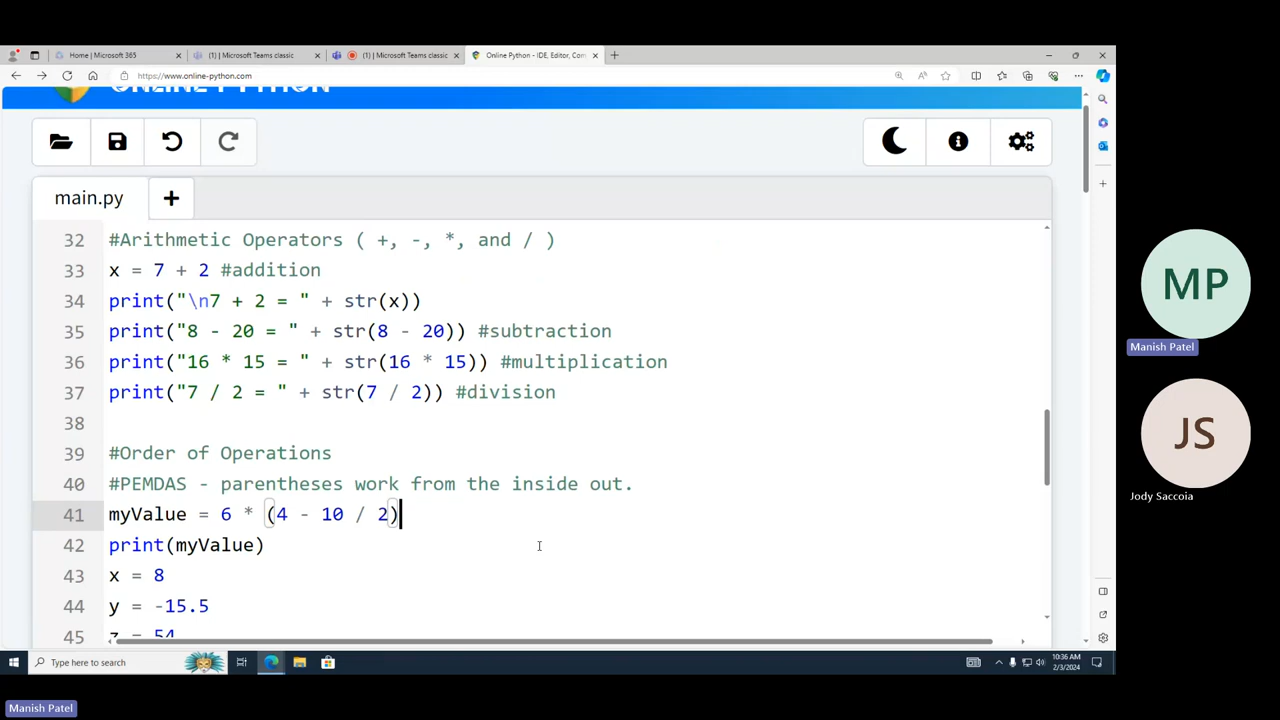 Home | Microsoft 365
(1) | Microsoft Teams classic
(1) | Microsoft Teams classic
Online Python - IDE, Editor, Com
https://www.online-python.com
ONLINE PYTHON
main.py
32 #Arithmetic Operators ( +, -, *, and / )
33 x = 7 + 2 #addition
34 print("\n7 + 2 = " + str(x))
35 print("8 - 20 = " + str(8 - 20)) #subtraction
36 print("16 * 15 = " + str(16 * 15)) #multiplication
37 print("7 / 2 = " + str(7 / 2)) #division
38
39 #Order of Operations
40 #PEMDAS - parentheses work from the inside out.
41 myValue = 6 * (4 - 10 / 2)
42 print(myValue)
43 x = 8
44 y = -15.5
45 z = 54
Type here to search
10:36 AM
2/3/2024
MP
Manish Patel
JS
Jody Saccoia
Manish Patel